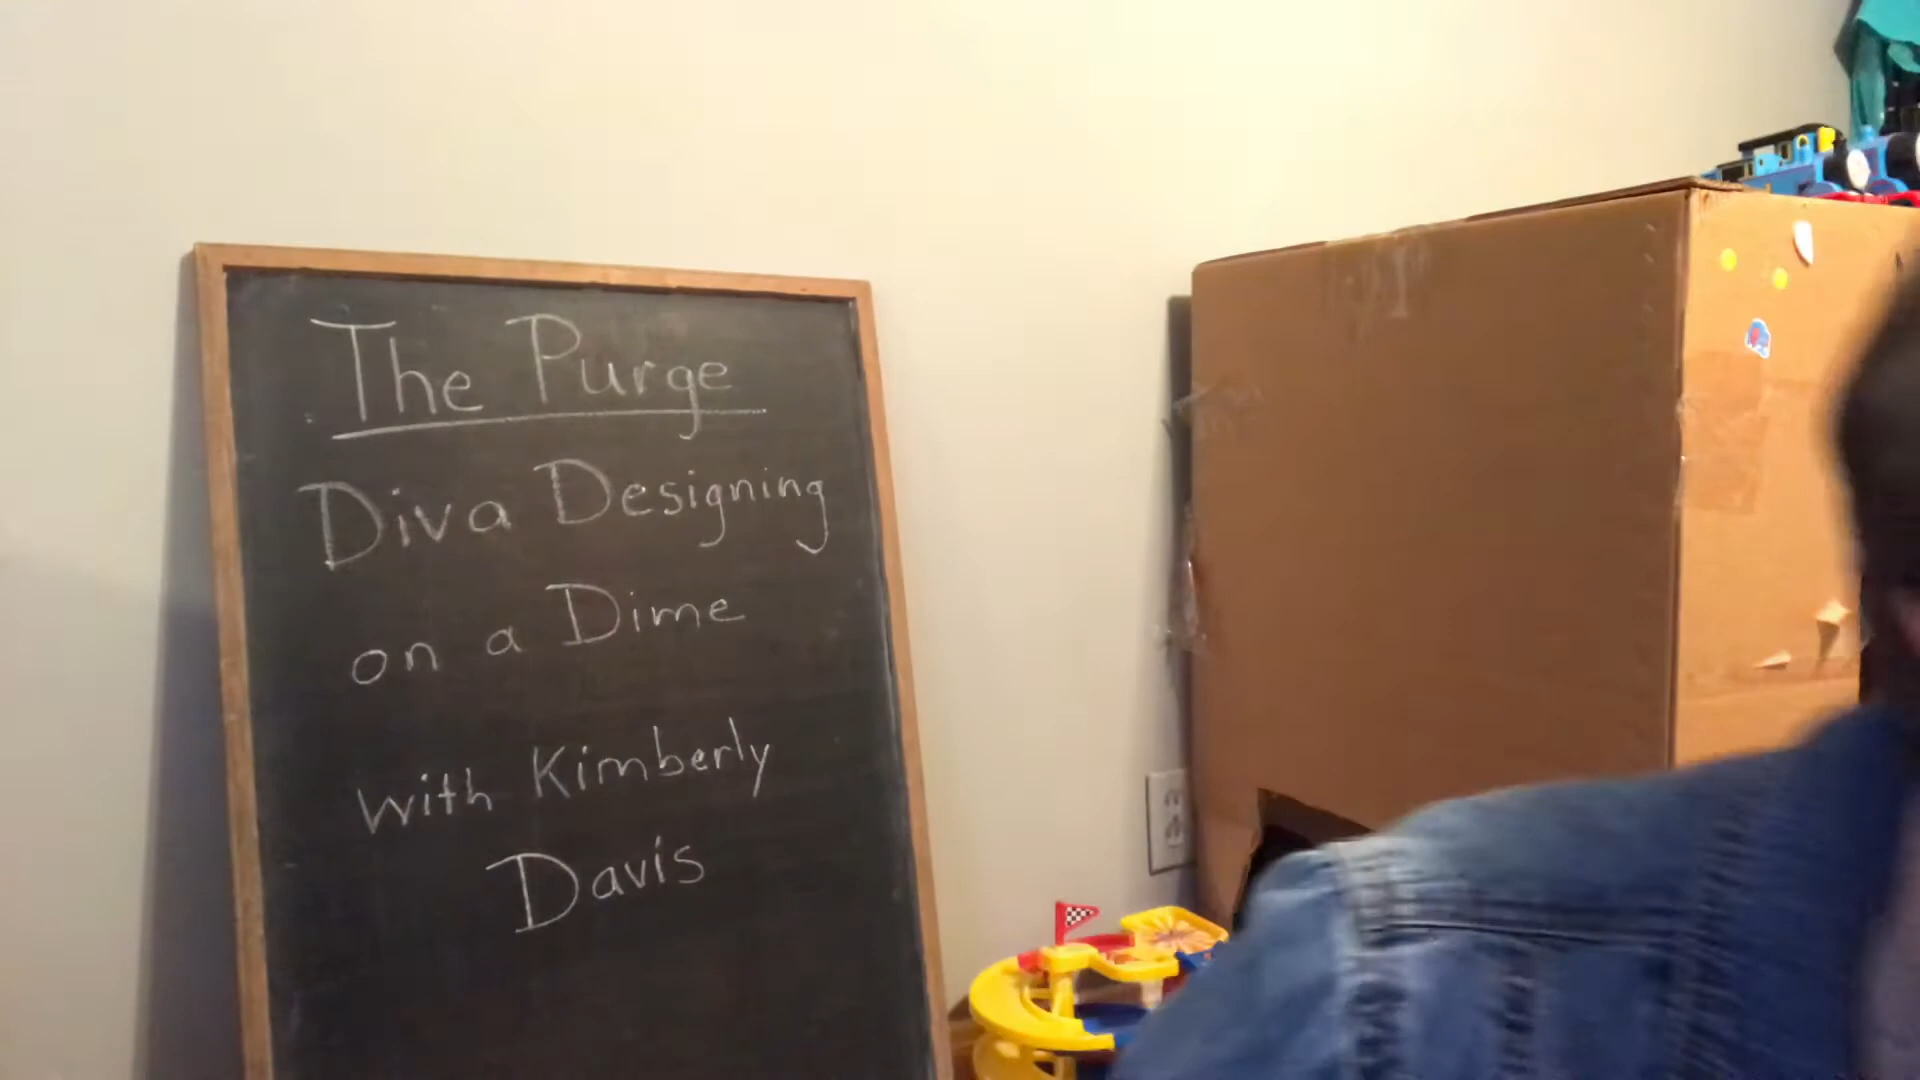 The Purge
Diva Designing
on a Dime
with Kimberly
Davis